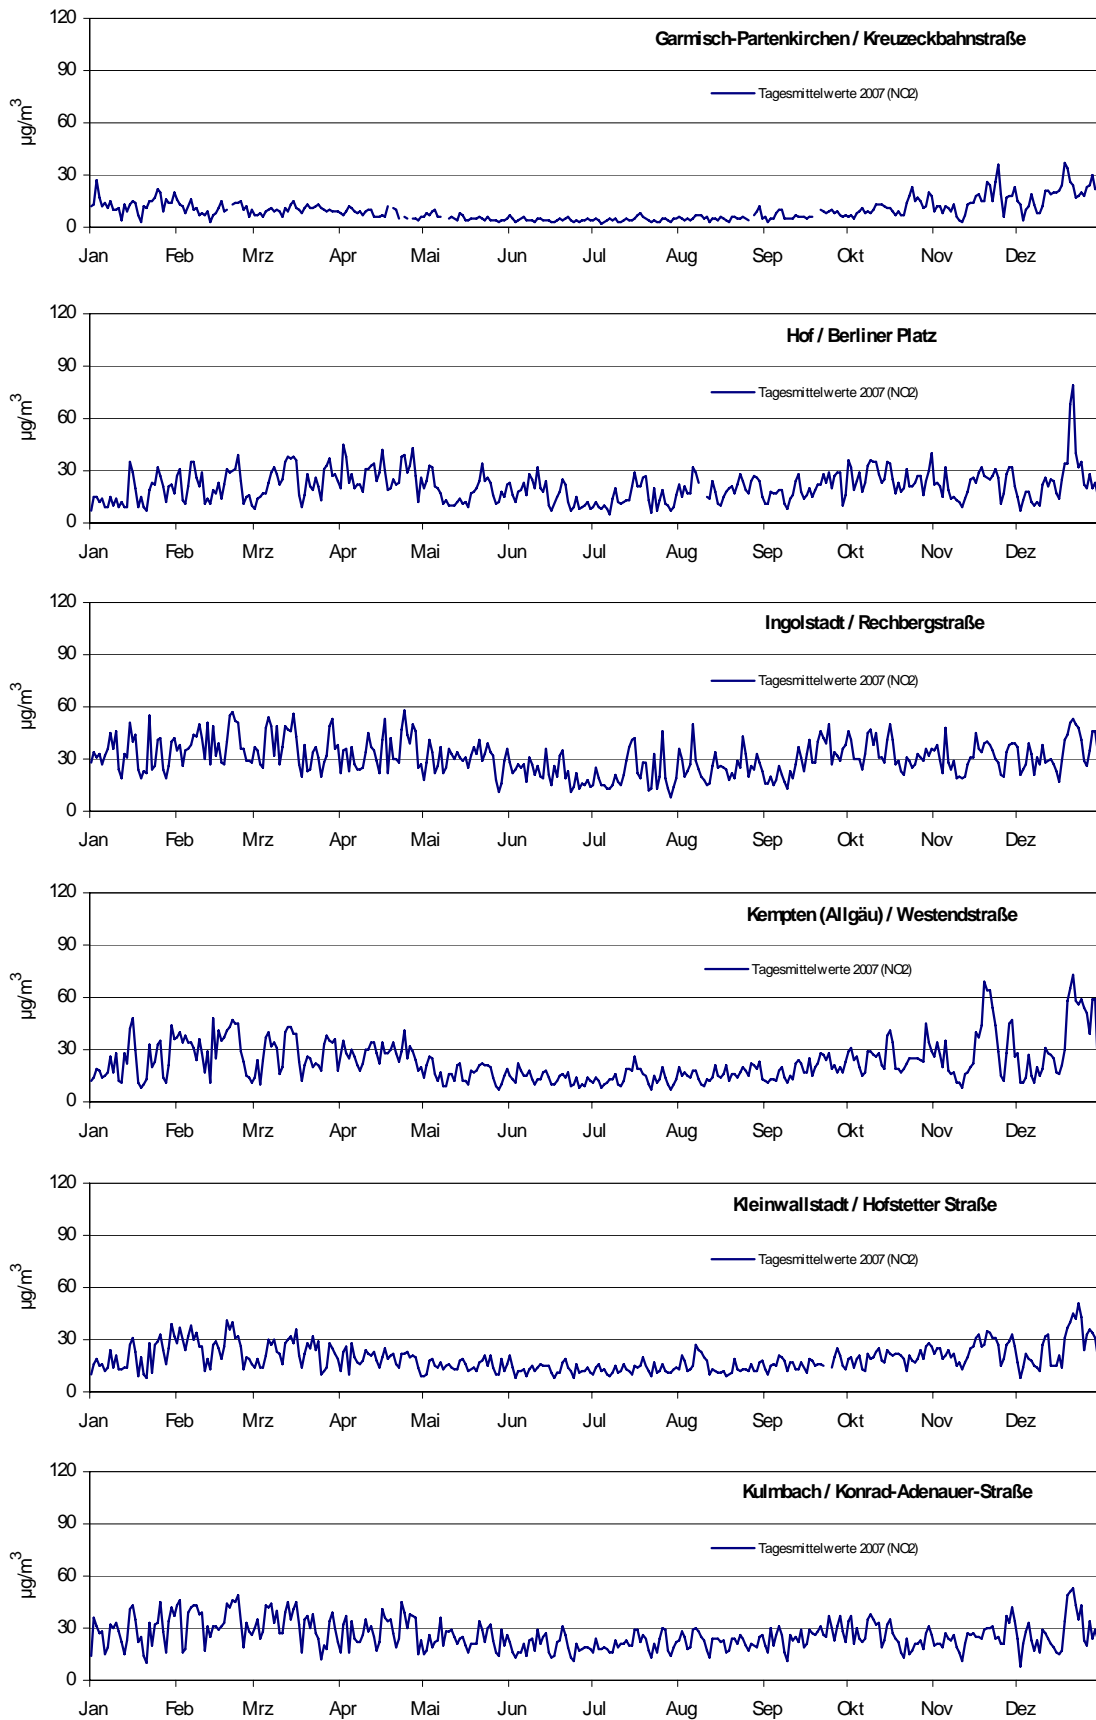 120
Garmisch-Partenkirchen / Kreuzeckbahnstraße
90
Tagesmittelwerte 2007 (NO2)
µg/m³
60
30
0
Jan Feb Mrz Apr Mai Jun Jul Aug Sep Okt Nov Dez
120
Hof / Berliner Platz
90
Tagesmittelwerte 2007 (NO2)
µg/m³
60
30
0
Jan Feb Mrz Apr Mai Jun Jul Aug Sep Okt Nov Dez
120
Ingolstadt / Rechbergstraße
90
Tagesmittelwerte 2007 (NO2)
µg/m³
60
30
0
Jan Feb Mrz Apr Mai Jun Jul Aug Sep Okt Nov Dez
120
Kempten (Allgäu) / Westendstraße
90
Tagesmittelwerte 2007 (NO2)
µg/m³
60
30
0
Jan Feb Mrz Apr Mai Jun Jul Aug Sep Okt Nov Dez
120
Kleinwallstadt / Hofstetter Straße
90
Tagesmittelwerte 2007 (NO2)
µg/m³
60
30
0
Jan Feb Mrz Apr Mai Jun Jul Aug Sep Okt Nov Dez
120
Kulmbach / Konrad-Adenauer-Straße
90
Tagesmittelwerte 2007 (NO2)
µg/m³
60
30
0
Jan Feb Mrz Apr Mai Jun Jul Aug Sep Okt Nov Dez